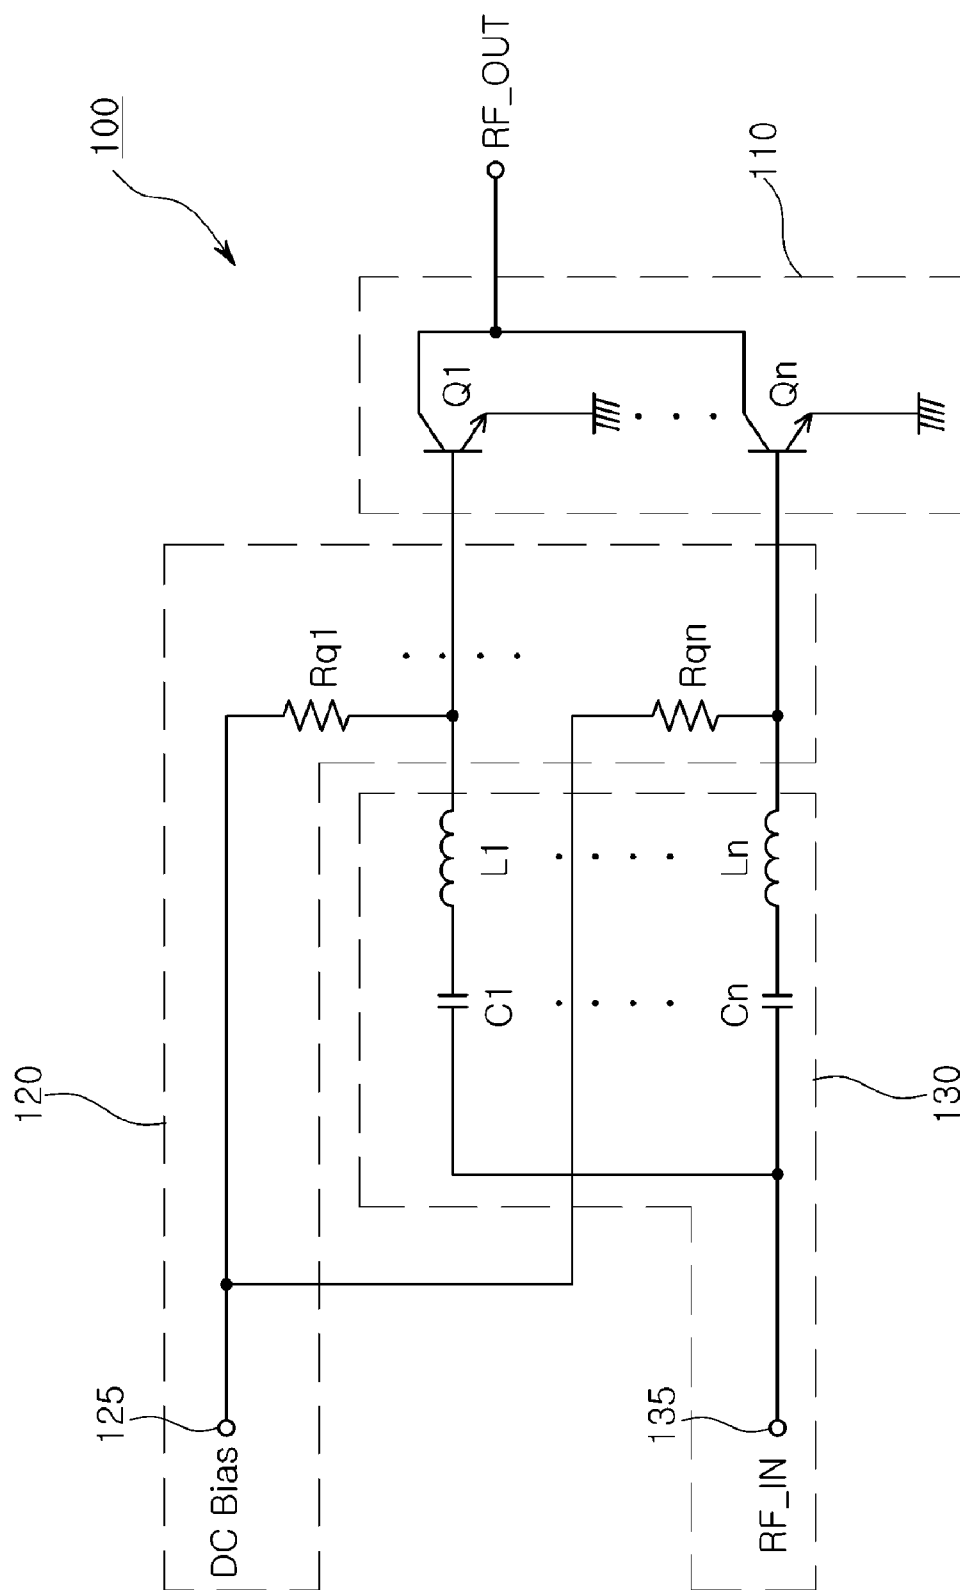 100
120
125
DC Bias
Rq1
. . . .
RF_OUT
110
Q1
. . . .
Qn
C1
L1
. . . .
. . . .
Rqn
Cn
Ln
135
RF_IN
130